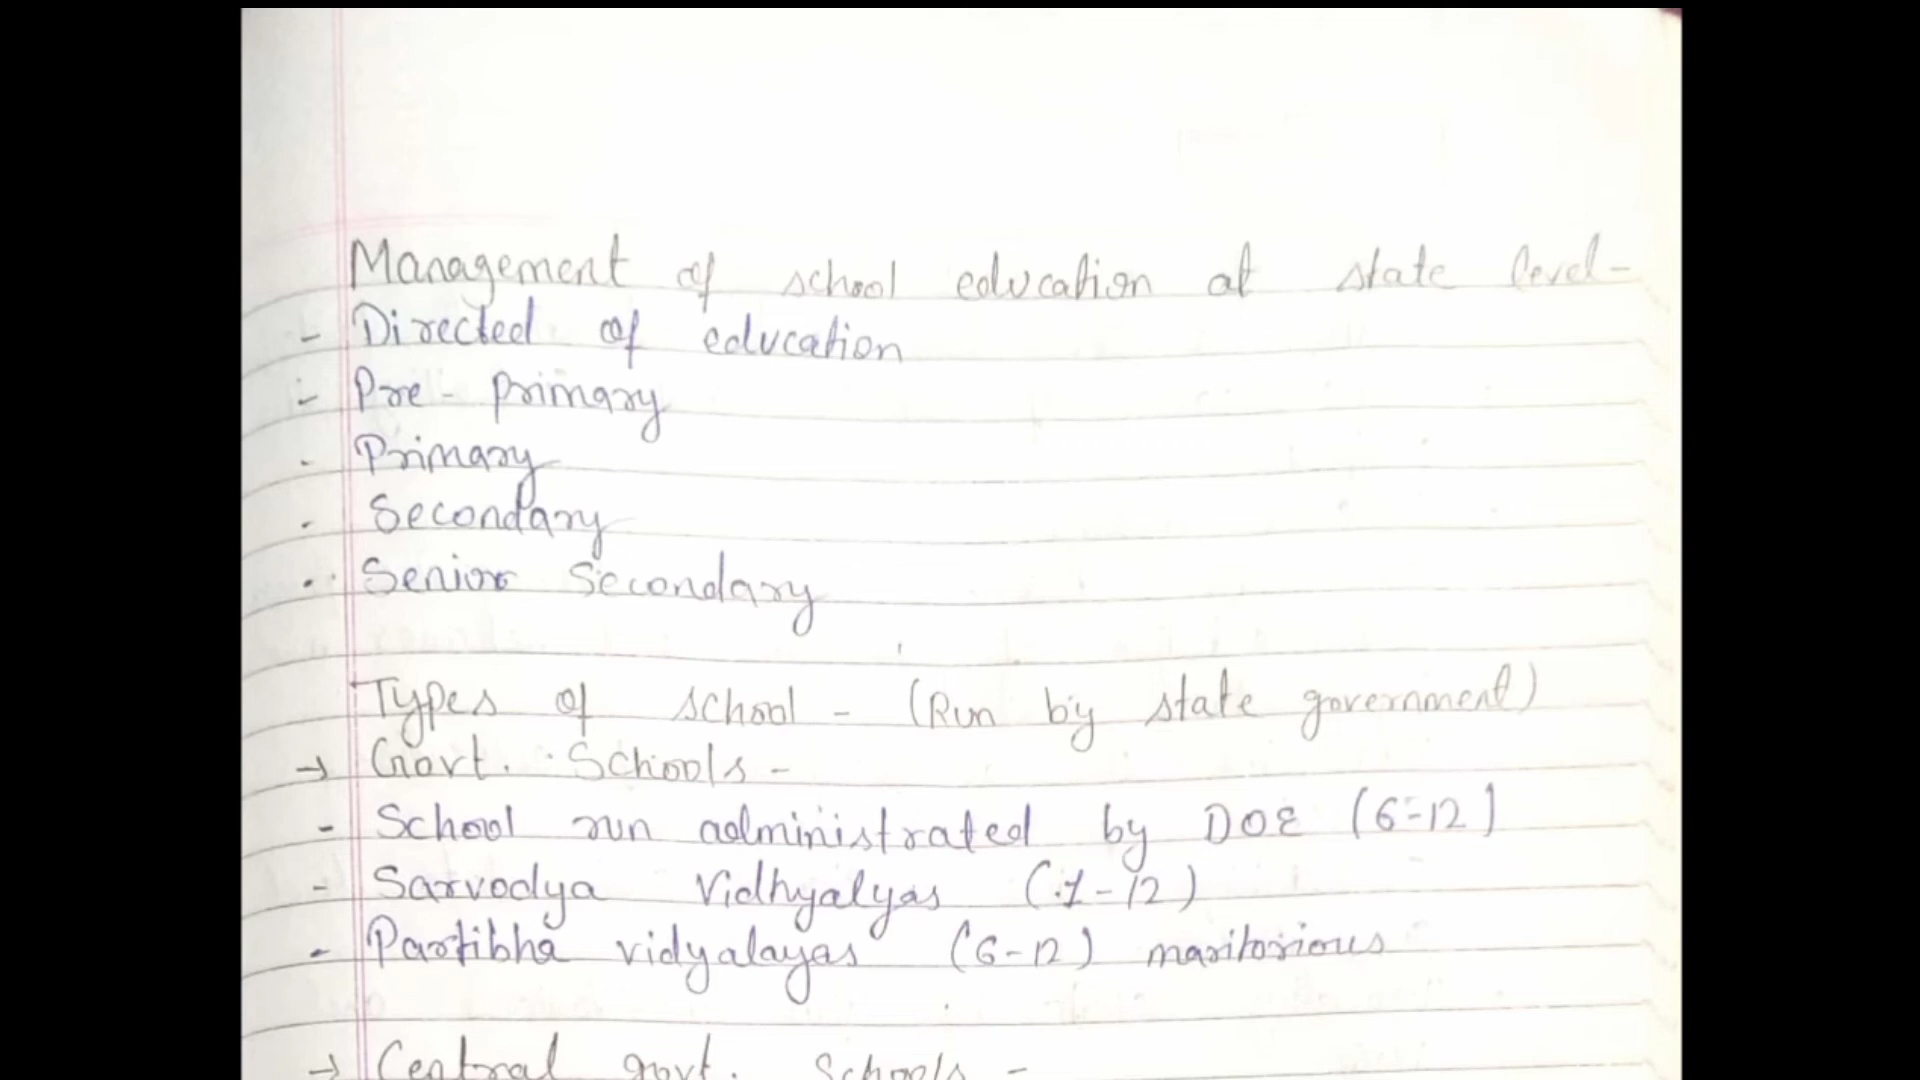 Management of school education at state level-
- Directed of education
- Pre - primary
- Primary
- Secondary
- Senior Secondary
Types of school - (Run by state government)
→ Govt. Schools -
- School run administrated by DOE (6-12)
- Sarvodya Vidhyalyas (1-12)
- Partibha vidyalayas (6-12) maritorious
→ Central govt. Schools -